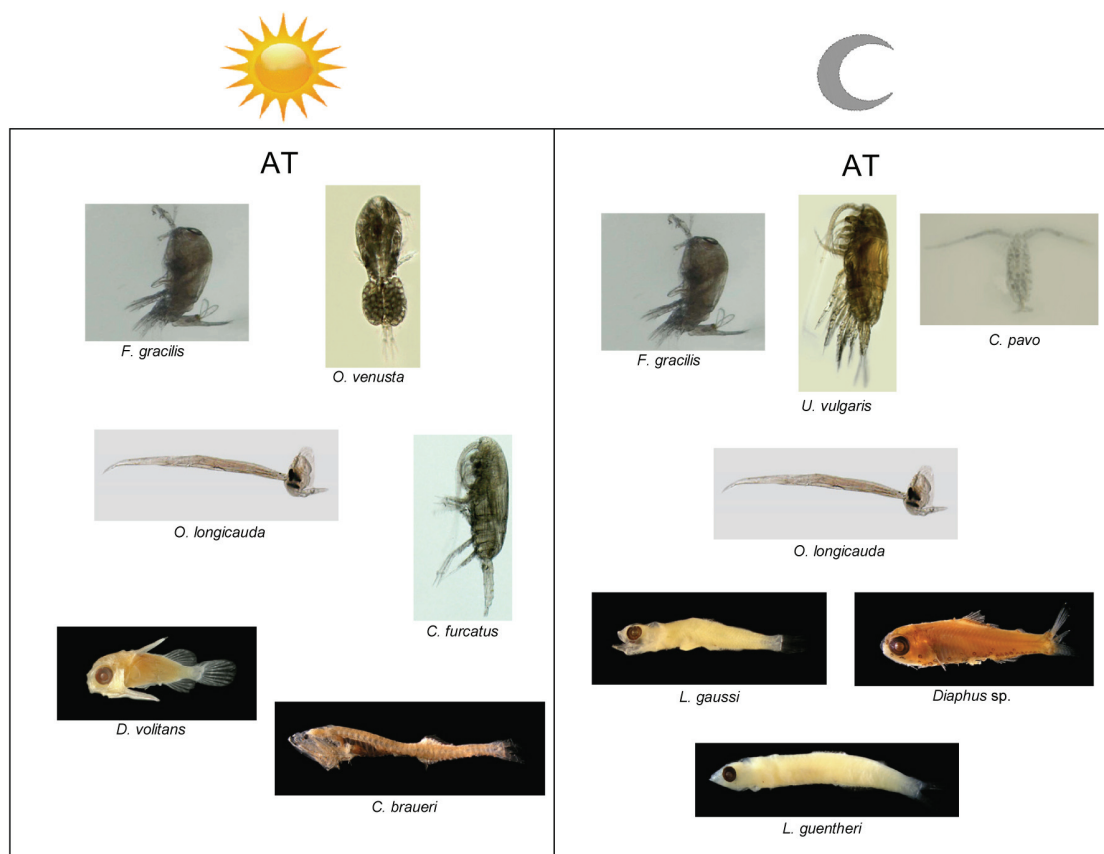 AT
F. gracilis
O. venusta
O. longicauda
C. furcatus
D. volitans
C. braueri
AT
F. gracilis
U. vulgaris
C. pavo
O. longicauda
L. gaussi
Diaphus sp.
L. guentheri